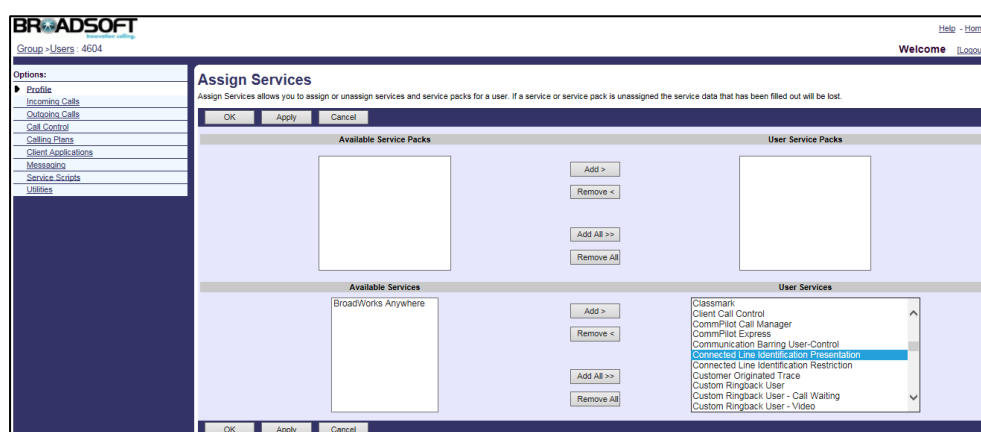 BROADSOFT
innovation calling.
Help - Hom
Group >Users : 4604
Welcome [Logou
Options:
Profile
Incoming Calls
Outgoing Calls
Call Control
Calling Plans
Client Applications
Messaging
Service Scripts
Utilities
Assign Services
Assign Services allows you to assign or unassign services and service packs for a user. If a service or service pack is unassigned the service data that has been filled out will be lost.
OK Apply Cancel
Available Service Packs
User Service Packs
Add >
Remove <
Add All >>
Remove All
Available Services
User Services
BroadWorks Anywhere
Add >
Remove <
Add All >>
Remove All
Classmark
Client Call Control
CommPilot Call Manager
CommPilot Express
Communication Barring User-Control
Connected Line Identification Presentation
Connected Line Identification Restriction
Customer Originated Trace
Custom Ringback User
Custom Ringback User - Call Waiting
Custom Ringback User - Video
OK Apply Cancel